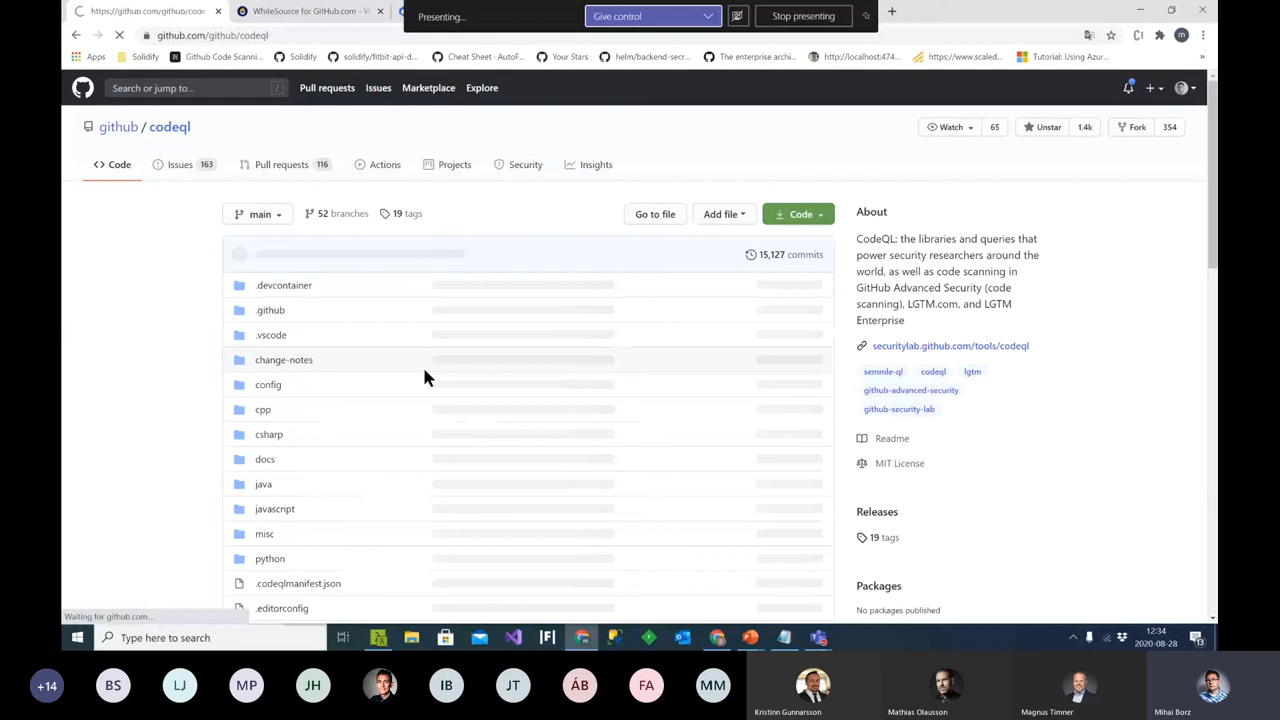 https://github.com/github/code
WhiteSource for GitHub.com - W
Presenting...
Give control
Stop presenting
github.com/github/codeql
Apps
Solidify
Github Code Scanni...
Solidify
solidify/fitbit-api-d...
Cheat Sheet - AutoF...
Your Stars
helm/backend-secr...
The enterprise archi...
http://localhost:474...
https://www.scaled...
Tutorial: Using Azur...
Search or jump to...
/
Pull requests
Issues
Marketplace
Explore
github / codeql
Watch
65
Unstar
1.4k
Fork
354
Code
Issues 163
Pull requests 116
Actions
Projects
Security
Insights
main
52 branches
19 tags
Go to file
Add file
Code
About
15,127 commits
CodeQL: the libraries and queries that
power security researchers around the
world, as well as code scanning in
GitHub Advanced Security (code
scanning), LGTM.com, and LGTM
Enterprise
securitylab.github.com/tools/codeql
semmle-ql codeql lgtm
github-advanced-security
github-security-lab
Readme
MIT License
Releases
19 tags
Packages
No packages published
.devcontainer
.github
.vscode
change-notes
config
cpp
csharp
docs
java
javascript
misc
python
.codeqlmanifest.json
.editorconfig
Waiting for github.com...
Type here to search
12:34
2020-08-28
13
+14
BS
LJ
MP
JH
IB
JT
ÁB
FA
MM
Kristinn Gunnarsson
Mathias Olausson
Magnus Timner
Mihai Borz